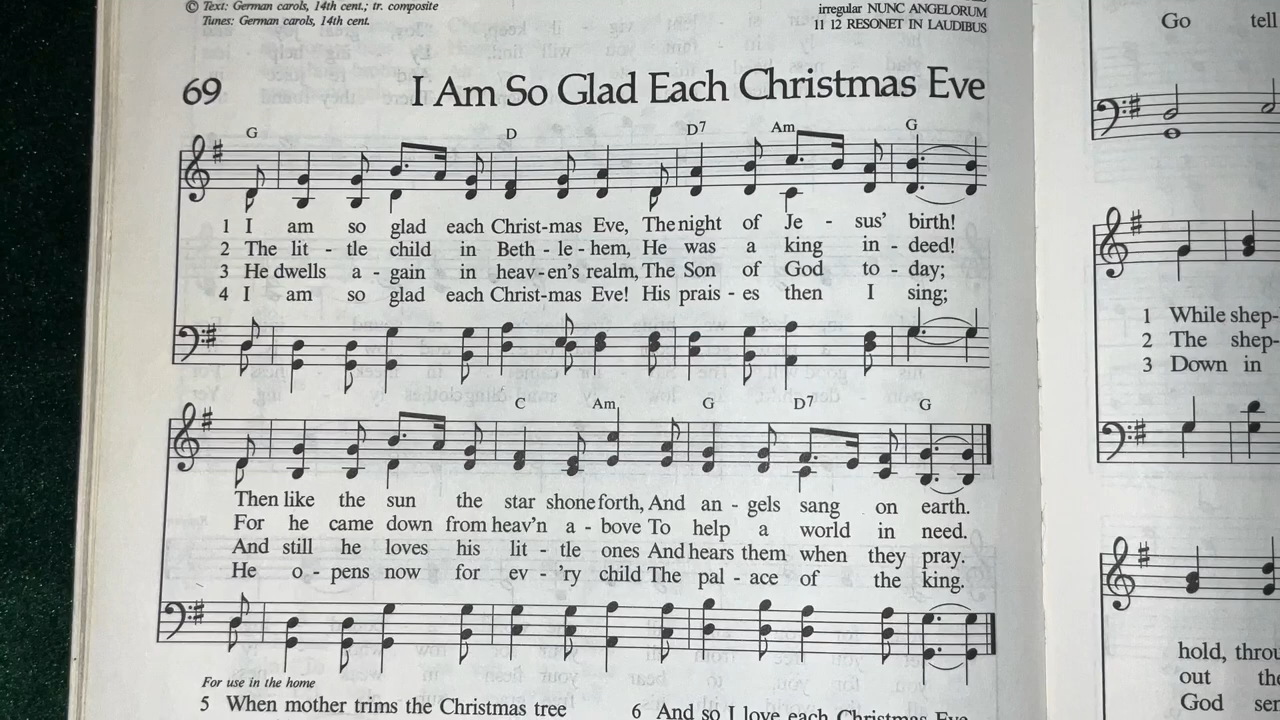 © Text: German carols, 14th cent.; tr. composite
Tunes: German carols, 14th cent.
irregular NUNC ANGELORUM
11 12 RESONET IN LAUDIBUS
69 I Am So Glad Each Christmas Eve
G D D7 Am G
1 I am so glad each Christ-mas Eve, The night of Je - sus' birth!
2 The lit - tle child in Beth - le - hem, He was a king in - deed!
3 He dwells a - gain in heav-en's realm, The Son of God to - day;
4 I am so glad each Christ-mas Eve! His prais - es then I sing;
C Am G D7 G
Then like the sun the star shone forth, And an - gels sang on earth.
For he came down from heav'n a - bove To help a world in need.
And still he loves his lit - tle ones And hears them when they pray.
He o - pens now for ev - 'ry child The pal - ace of the king.
For use in the home
5 When mother trims the Christmas tree
6 And so I love each Christmas Eve
Go tell
1 While shep-
2 The shep-
3 Down in
hold, throu
out the
God sen